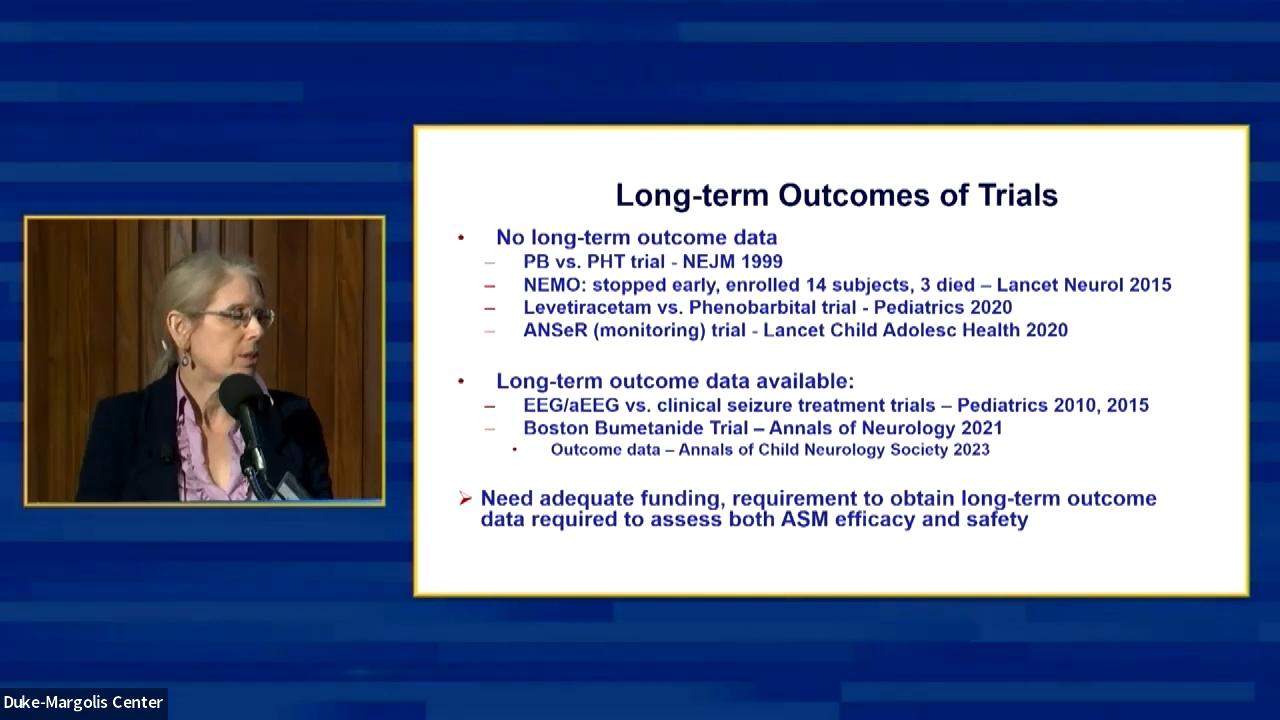 Long-term Outcomes of Trials
• No long-term outcome data
– PB vs. PHT trial - NEJM 1999
– NEMO: stopped early, enrolled 14 subjects, 3 died – Lancet Neurol 2015
– Levetiracetam vs. Phenobarbital trial - Pediatrics 2020
– ANSeR (monitoring) trial - Lancet Child Adolesc Health 2020
• Long-term outcome data available:
– EEG/aEEG vs. clinical seizure treatment trials – Pediatrics 2010, 2015
– Boston Bumetanide Trial – Annals of Neurology 2021
• Outcome data – Annals of Child Neurology Society 2023
➢ Need adequate funding, requirement to obtain long-term outcome
data required to assess both ASM efficacy and safety
Duke-Margolis Center